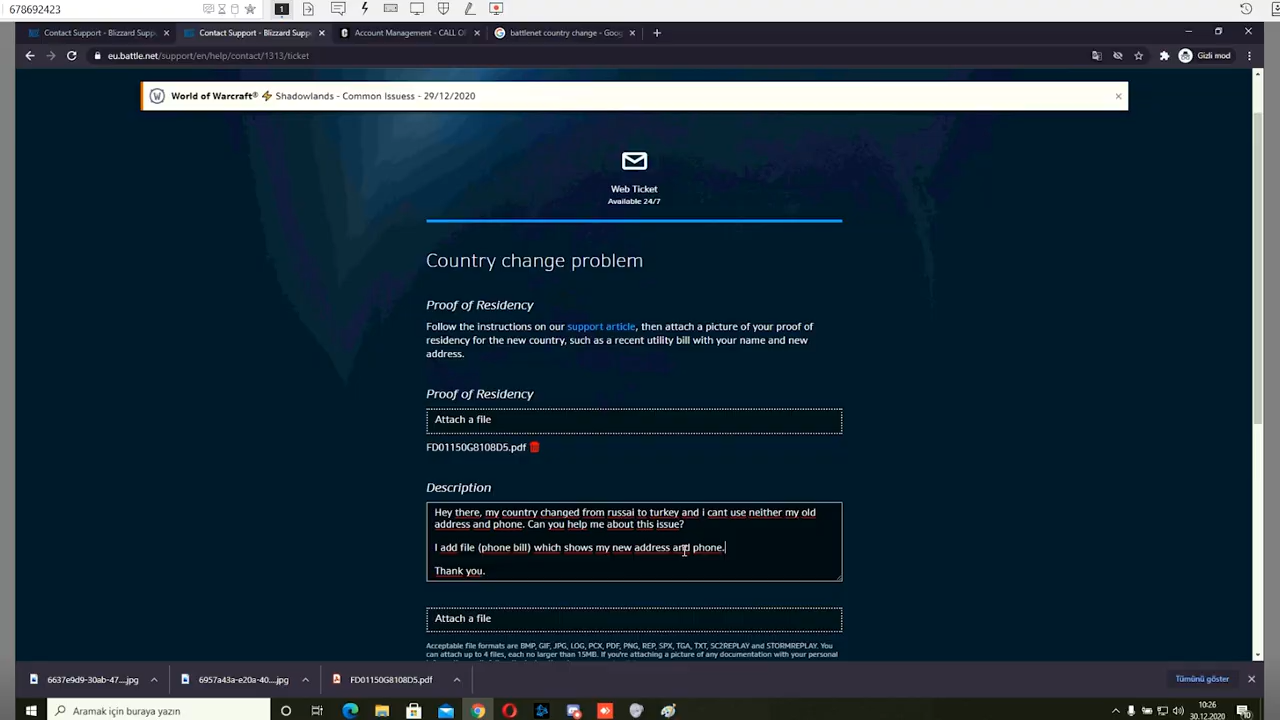 678692423
1
Contact Support - Blizzard Supp
Contact Support - Blizzard Supp
Account Management - CALL OF
battlenet country change - Goog
eu.battle.net/support/en/help/contact/1313/ticket
Gizli mod
World of Warcraft® ⚡ Shadowlands - Common Issuess - 29/12/2020
Web Ticket
Available 24/7
Country change problem
Proof of Residency
Follow the instructions on our support article, then attach a picture of your proof of
residency for the new country, such as a recent utility bill with your name and new
address.
Proof of Residency
Attach a file
FD01150G8108D5.pdf
Description
Hey there, my country changed from russai to turkey and i cant use neither my old
address and phone. Can you help me about this issue?
I add file (phone bill) which shows my new address and phone.
Thank you.
Attach a file
Acceptable file formats are BMP, GIF, JPG, LOG, PCX, PDF, PNG, REP, SPX, TGA, TXT, SC2REPLAY and STORMREPLAY. You
can attach up to 4 files, each no larger than 15MB. If you're attaching a picture of any documentation with your personal
6637e9d9-30ab-47....jpg
6957a43a-e20a-40....jpg
FD01150G8108D5.pdf
Tümünü göster
Aramak için buraya yazın
10:26
30.12.2020